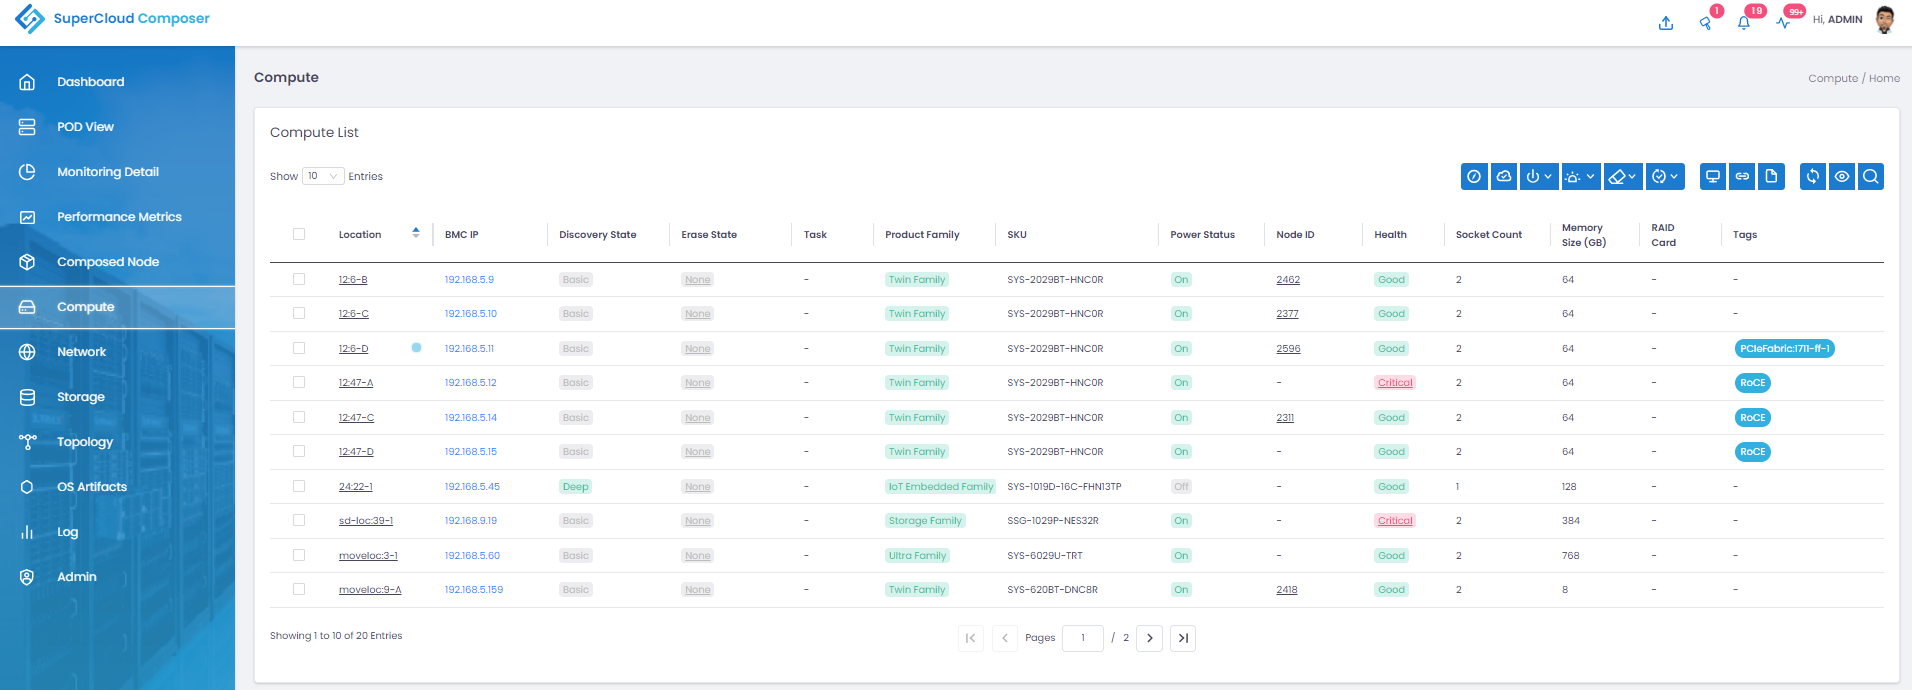 SuperCloud Composer
1
19
99+
Hi, ADMIN
Dashboard
POD View
Monitoring Detail
Performance Metrics
Composed Node
Compute
Network
Storage
Topology
OS Artifacts
Log
Admin
Compute
Compute / Home
Compute List
Show 10 Entries
Location BMC IP Discovery State Erase State Task Product Family SKU Power Status Node ID Health Socket Count Memory Size (GB) RAID Card Tags
12:6-B 192.168.5.9 Basic None - Twin Family SYS-2029BT-HNC0R On 2462 Good 2 64 - -
12:6-C 192.168.5.10 Basic None - Twin Family SYS-2029BT-HNC0R On 2377 Good 2 64 - -
12:6-D 192.168.5.11 Basic None - Twin Family SYS-2029BT-HNC0R On 2596 Good 2 64 - PCIeFabric:1711-ff-1
12:47-A 192.168.5.12 Basic None - Twin Family SYS-2029BT-HNC0R On - Critical 2 64 - RoCE
12:47-C 192.168.5.14 Basic None - Twin Family SYS-2029BT-HNC0R On 2311 Good 2 64 - RoCE
12:47-D 192.168.5.15 Basic None - Twin Family SYS-2029BT-HNC0R On - Good 2 64 - RoCE
24:22-1 192.168.5.45 Deep None - IoT Embedded Family SYS-1019D-16C-FHN13TP Off - Good 1 128 - -
sd-loc:39-1 192.168.9.19 Basic None - Storage Family SSG-1029P-NES32R On - Critical 2 384 - -
moveloc:3-1 192.168.5.60 Basic None - Ultra Family SYS-6029U-TRT On - Good 2 768 - -
moveloc:9-A 192.168.5.159 Basic None - Twin Family SYS-620BT-DNC8R On 2418 Good 2 8 - -
Showing 1 to 10 of 20 Entries
Pages 1 / 2